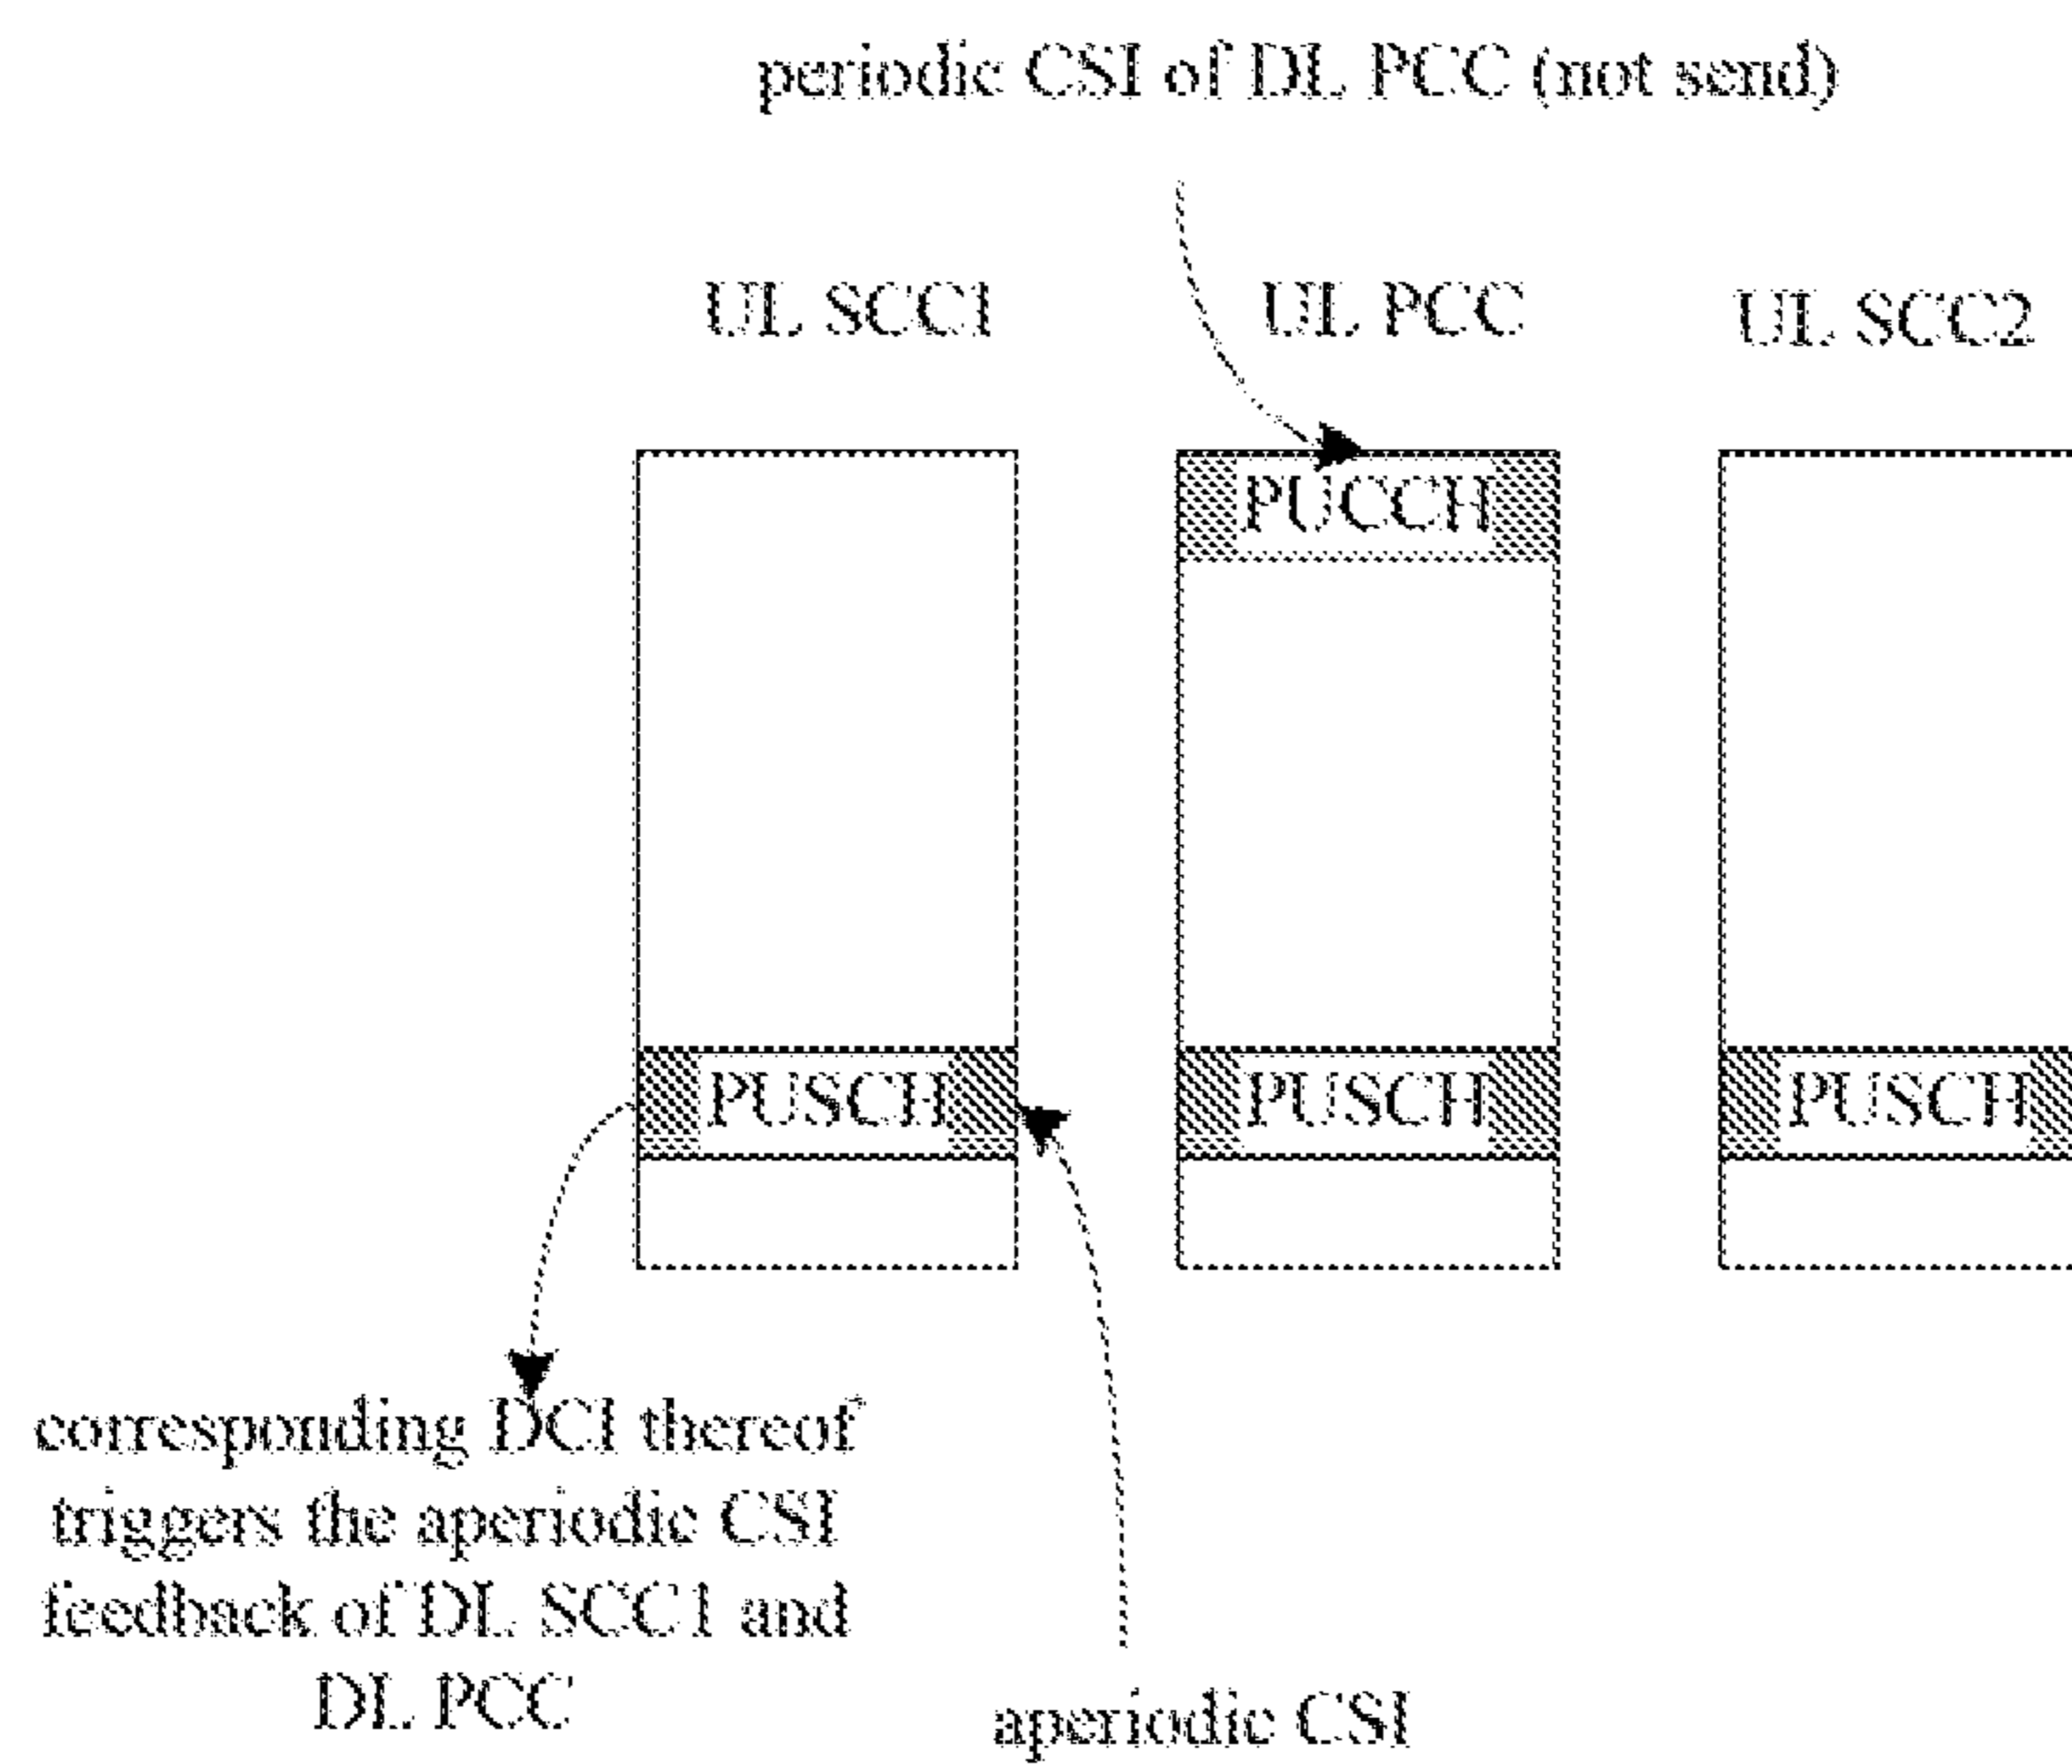 periodic CSI of DL PCC (not send)
UL SCC1
UL PCC
UL SCC2
PUCCH
PUSCH
PUSCH
PUSCH
corresponding DCI thereof
triggers the aperiodic CSI
feedback of DL SCC1 and
DL PCC
aperiodic CSI